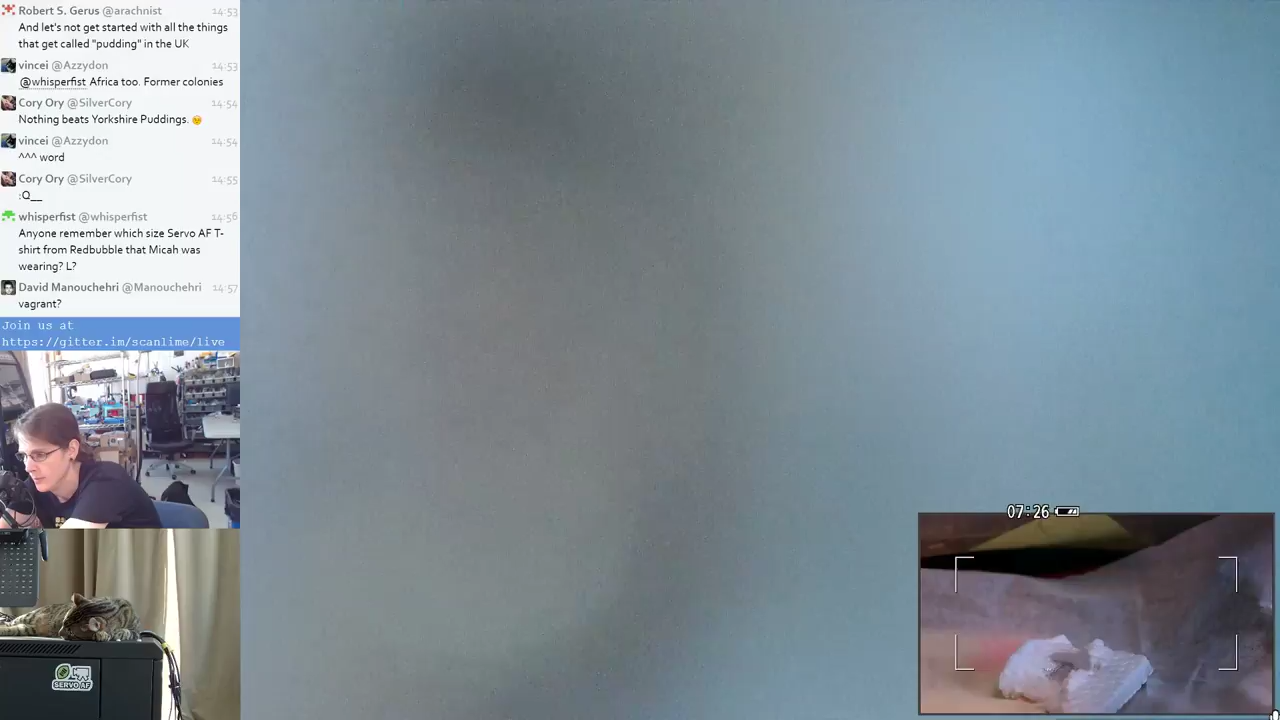 Robert S. Gerus @arachnist 14:53
And let's not get started with all the things
that get called "pudding" in the UK
vincei @Azzydon 14:53
@whisperfist Africa too. Former colonies
Cory Ory @SilverCory 14:54
Nothing beats Yorkshire Puddings.
vincei @Azzydon 14:54
^^^ word
Cory Ory @SilverCory 14:55
:Q__
whisperfist @whisperfist 14:56
Anyone remember which size Servo AF T-
shirt from Redbubble that Micah was
wearing? L?
David Manouchehri @Manouchehri 14:57
vagrant?
Join us at
https://gitter.im/scanlime/live
07:26
SERVO AF